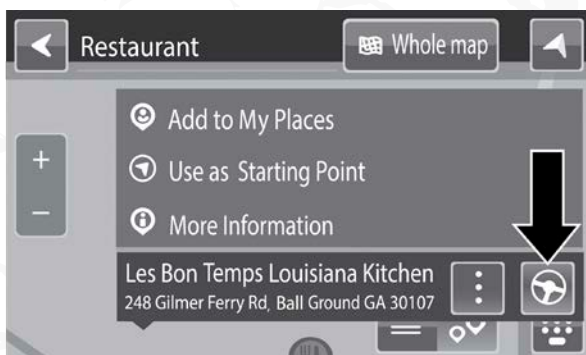 Restaurant
Whole map
Add to My Places
Use as Starting Point
More Information
Les Bon Temps Louisiana Kitchen
248 Gilmer Ferry Rd, Ball Ground GA 30107